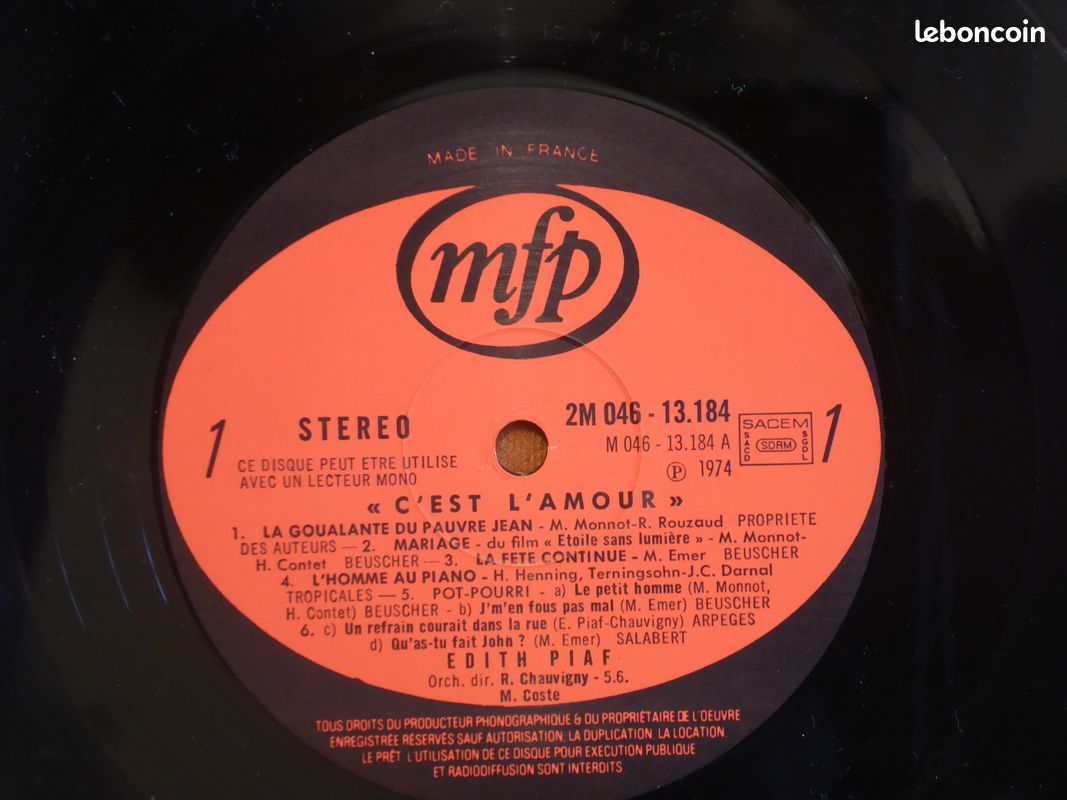 leboncoin
MADE IN FRANCE
mfp
1 STEREO 2M 046 - 13.184 SACEM SACD SDRM SGDL 1
CE DISQUE PEUT ETRE UTILISE M 046 - 13.184 A
AVEC UN LECTEUR MONO Ⓟ 1974
« C'EST L'AMOUR »
1. LA GOUALANTE DU PAUVRE JEAN - M. Monnot-R. Rouzaud PROPRIETE
DES AUTEURS — 2. MARIAGE - du film « Etoile sans lumière » - M. Monnot-
H. Contet BEUSCHER — 3. LA FETE CONTINUE - M. Emer BEUSCHER
4. L'HOMME AU PIANO - H. Henning, Terningsohn-J.C. Darnal
TROPICALES — 5. POT-POURRI - a) Le petit homme (M. Monnot,
H. Contet) BEUSCHER - b) J'm'en fous pas mal (M. Emer) BEUSCHER
6. c) Un refrain courait dans la rue (E. Piaf-Chauvigny) ARPEGES
d) Qu'as-tu fait John ? (M. Emer) SALABERT
EDITH PIAF
Orch. dir. R. Chauvigny - 5.6.
M. Coste
TOUS DROITS DU PRODUCTEUR PHONOGRAPHIQUE & DU PROPRIÉTAIRE DE L'OEUVRE
ENREGISTRÉE RÉSERVÉS SAUF AUTORISATION, LA DUPLICATION, LA LOCATION,
LE PRÊT, L'UTILISATION DE CE DISQUE POUR EXECUTION PUBLIQUE
ET RADIODIFFUSION SONT INTERDITS